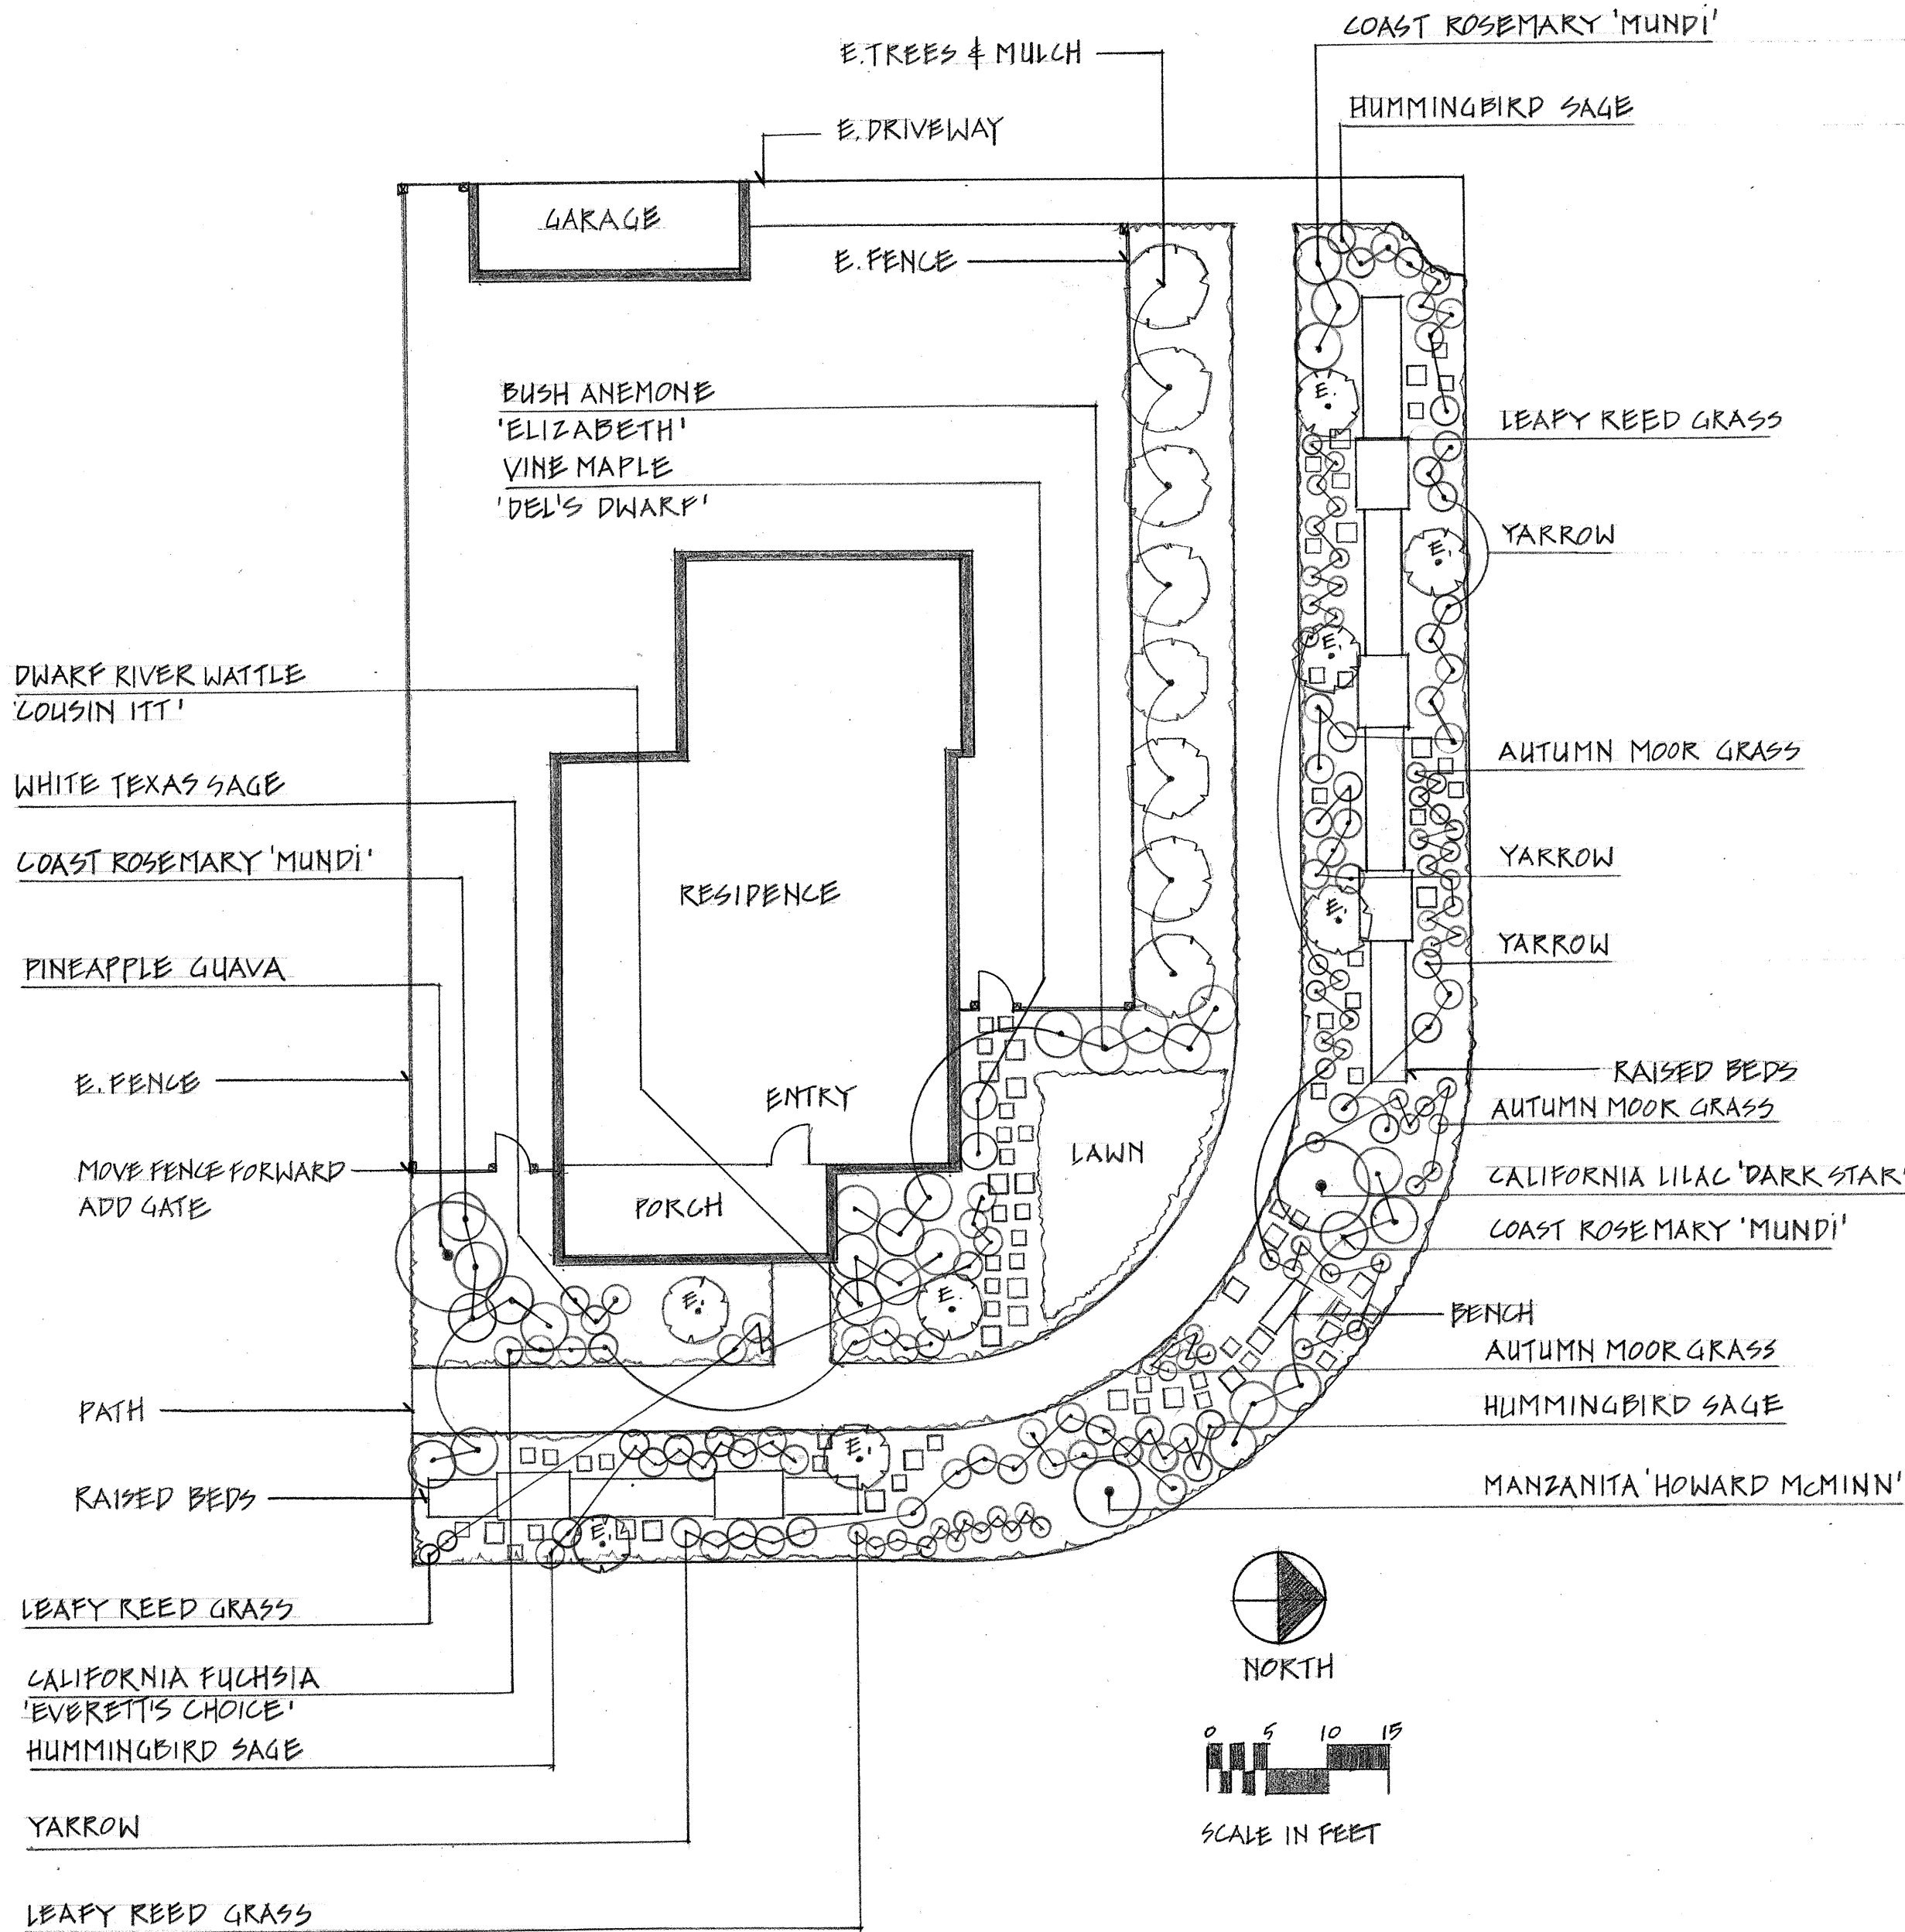 COAST ROSEMARY 'MUNDI'
E. TREES & MULCH
HUMMINGBIRD SAGE
E. DRIVEWAY
GARAGE
E. FENCE
BUSH ANEMONE
'ELIZABETH'
VINE MAPLE
'DEL'S DWARF'
E.
LEAFY REED GRASS
YARROW
E.
E.
DWARF RIVER WATTLE
'COUSIN ITT'
WHITE TEXAS SAGE
COAST ROSEMARY 'MUNDI'
PINEAPPLE GUAVA
E. FENCE
MOVE FENCE FORWARD
ADD GATE
RESIDENCE
ENTRY
PORCH
LAWN
AUTUMN MOOR GRASS
YARROW
E.
YARROW
RAISED BEDS
AUTUMN MOOR GRASS
CALIFORNIA LILAC 'DARK STAR'
COAST ROSEMARY 'MUNDI'
E.
E.
BENCH
AUTUMN MOOR GRASS
HUMMINGBIRD SAGE
MANZANITA 'HOWARD McMINN'
PATH
E.
RAISED BEDS
E.
LEAFY REED GRASS
CALIFORNIA FUCHSIA
'EVERETT'S CHOICE'
HUMMINGBIRD SAGE
YARROW
LEAFY REED GRASS
NORTH
0 5 10 15
SCALE IN FEET